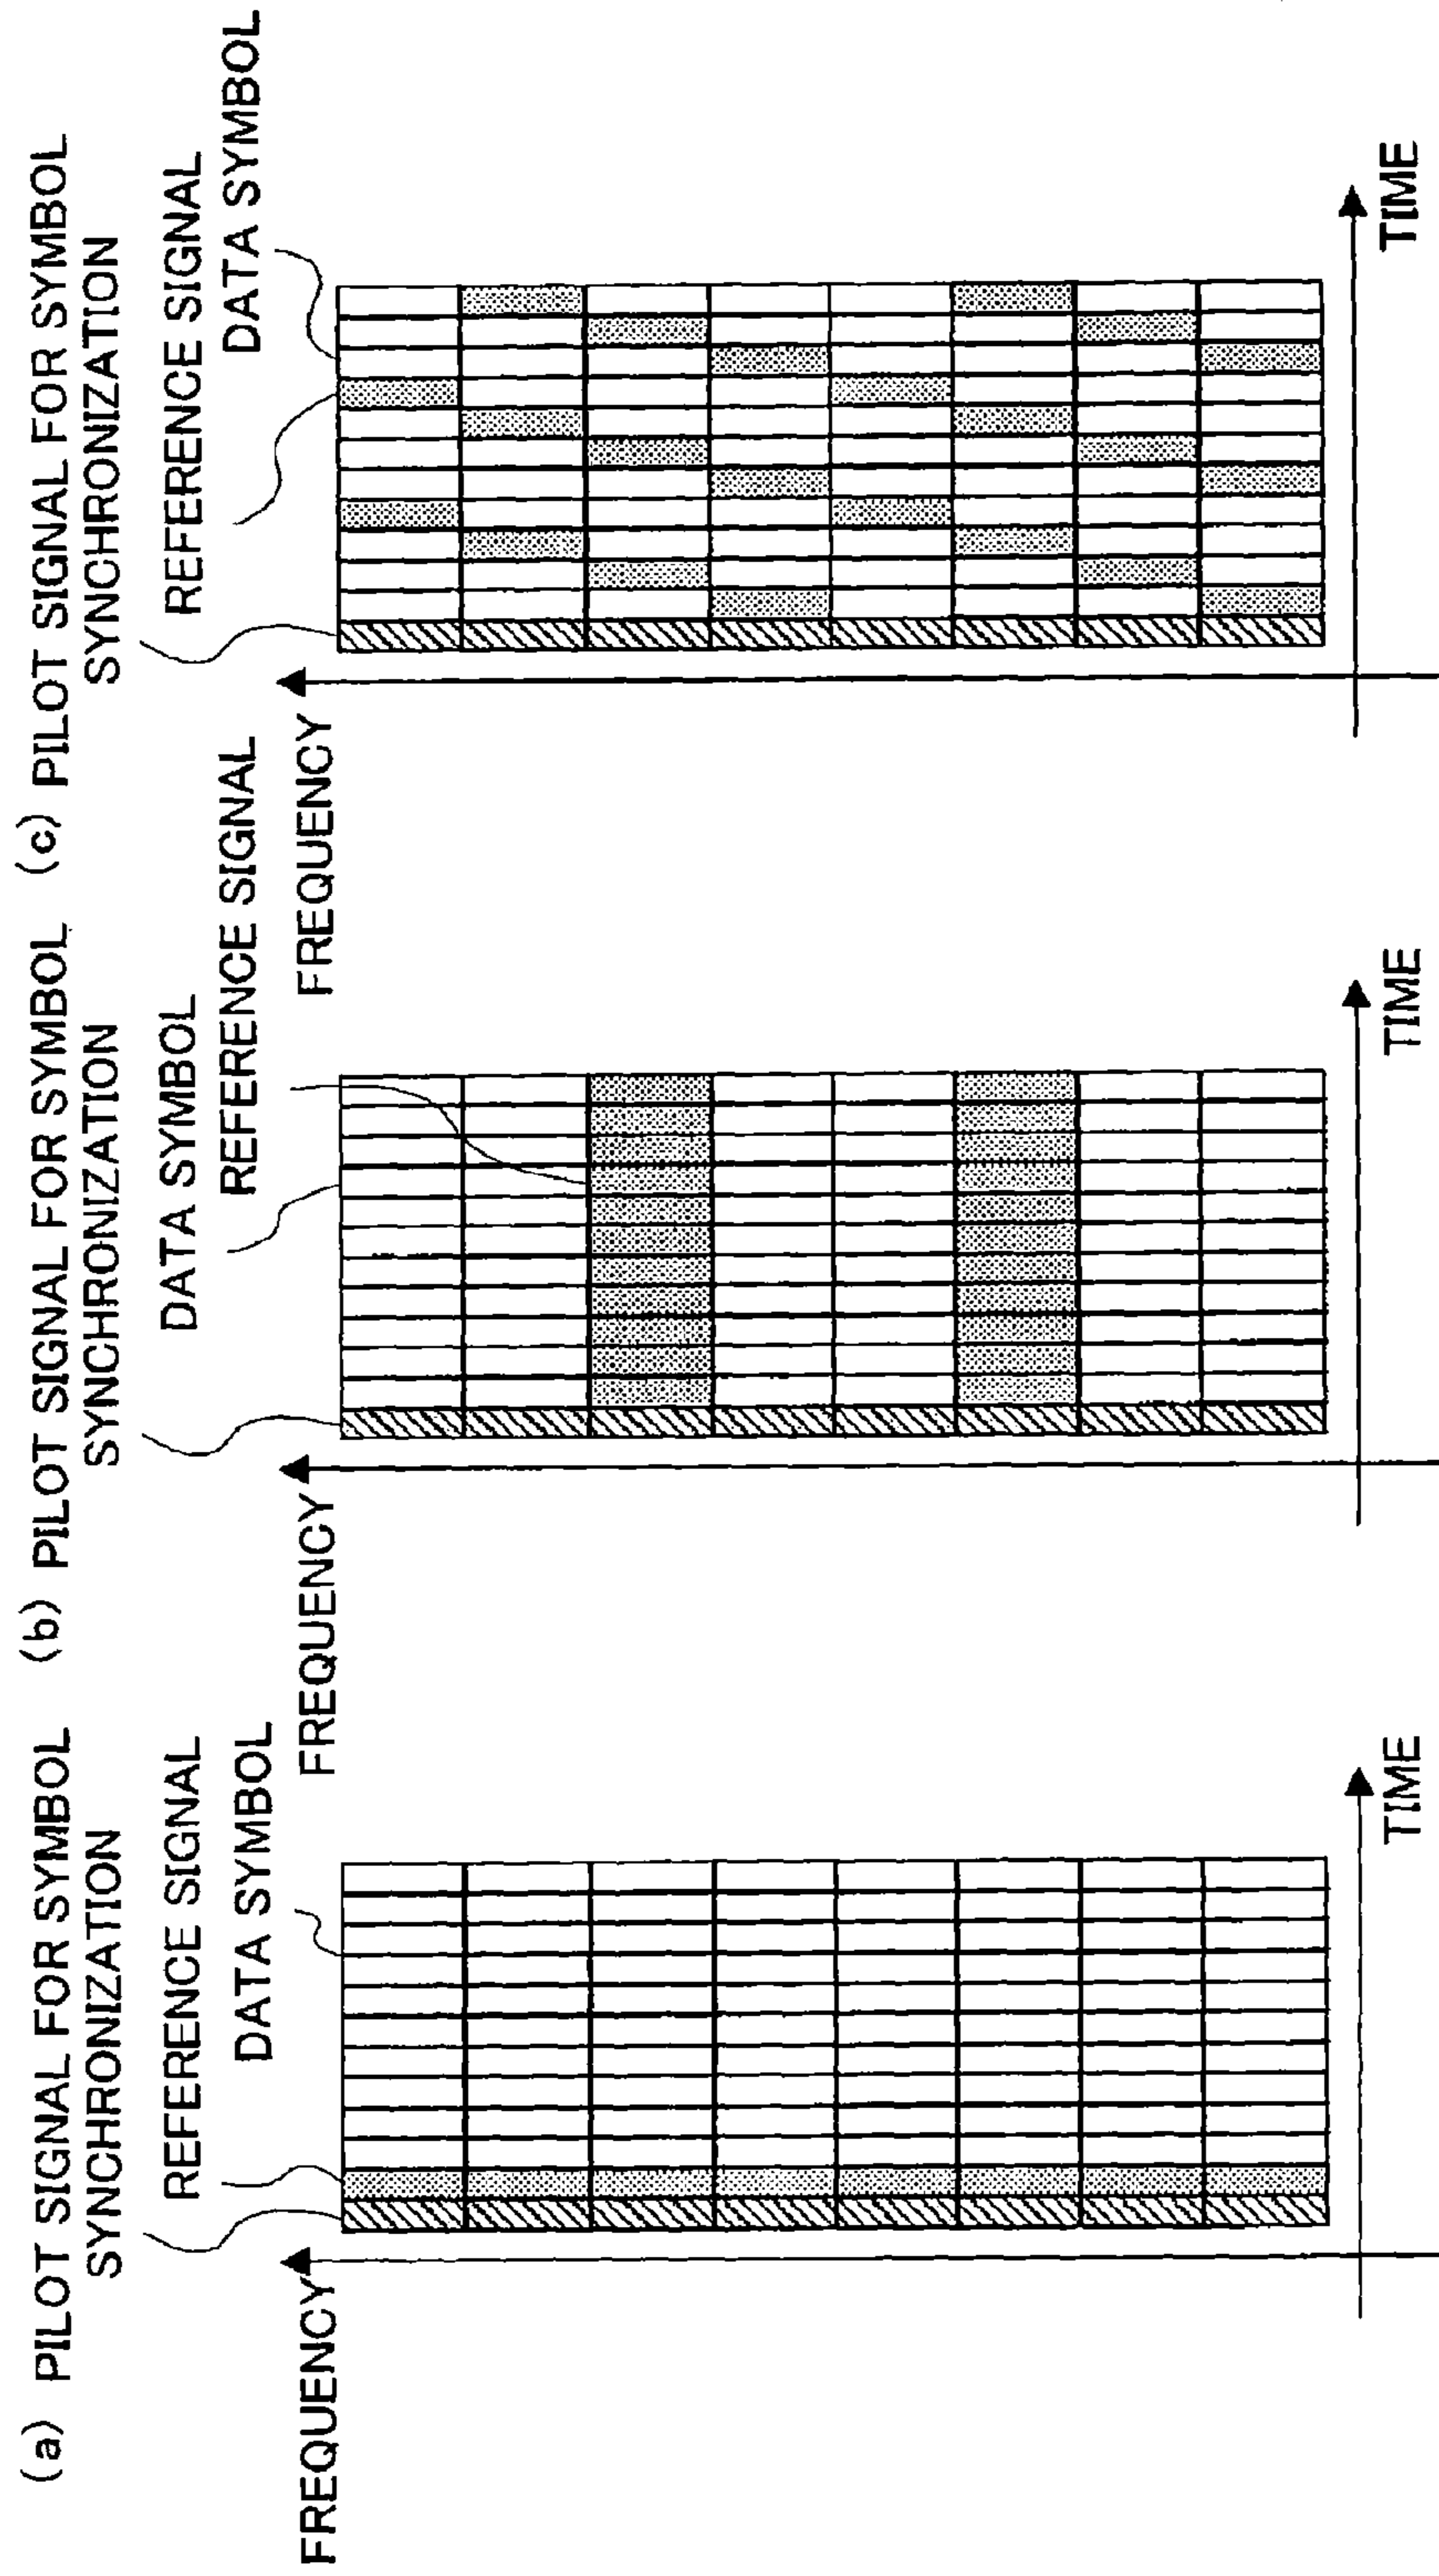 (a) PILOT SIGNAL FOR SYMBOL
SYNCHRONIZATION
REFERENCE SIGNAL
DATA SYMBOL
FREQUENCY
TIME
(b) PILOT SIGNAL FOR SYMBOL
SYNCHRONIZATION
DATA SYMBOL
REFERENCE SIGNAL
FREQUENCY
TIME
(c) PILOT SIGNAL FOR SYMBOL
SYNCHRONIZATION
REFERENCE SIGNAL
DATA SYMBOL
FREQUENCY
TIME